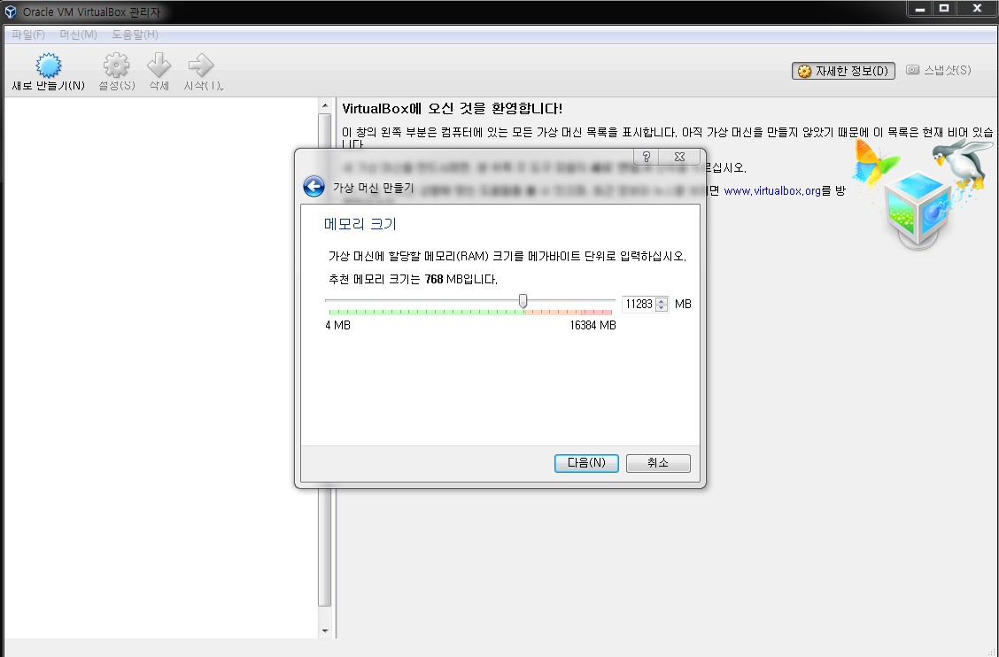 Oracle VM VirtualBox 관리자
파일(F) 머신(M) 도움말(H)
새로 만들기(N) 설정(S) 삭제 시작(T)
자세한 정보(D) 스냅샷(S)
VirtualBox에 오신 것을 환영합니다!
이 창의 왼쪽 부분은 컴퓨터에 있는 모든 가상 머신 목록을 표시합니다. 아직 가상 머신을 만들지 않았기 때문에 이 목록은 현재 비어 있습
니다.
르십시오.
면 www.virtualbox.org를 방
가상 머신 만들기
메모리 크기
가상 머신에 할당할 메모리(RAM) 크기를 메가바이트 단위로 입력하십시오.
추천 메모리 크기는 768 MB입니다.
11283 MB
4 MB 16384 MB
다음(N) 취소